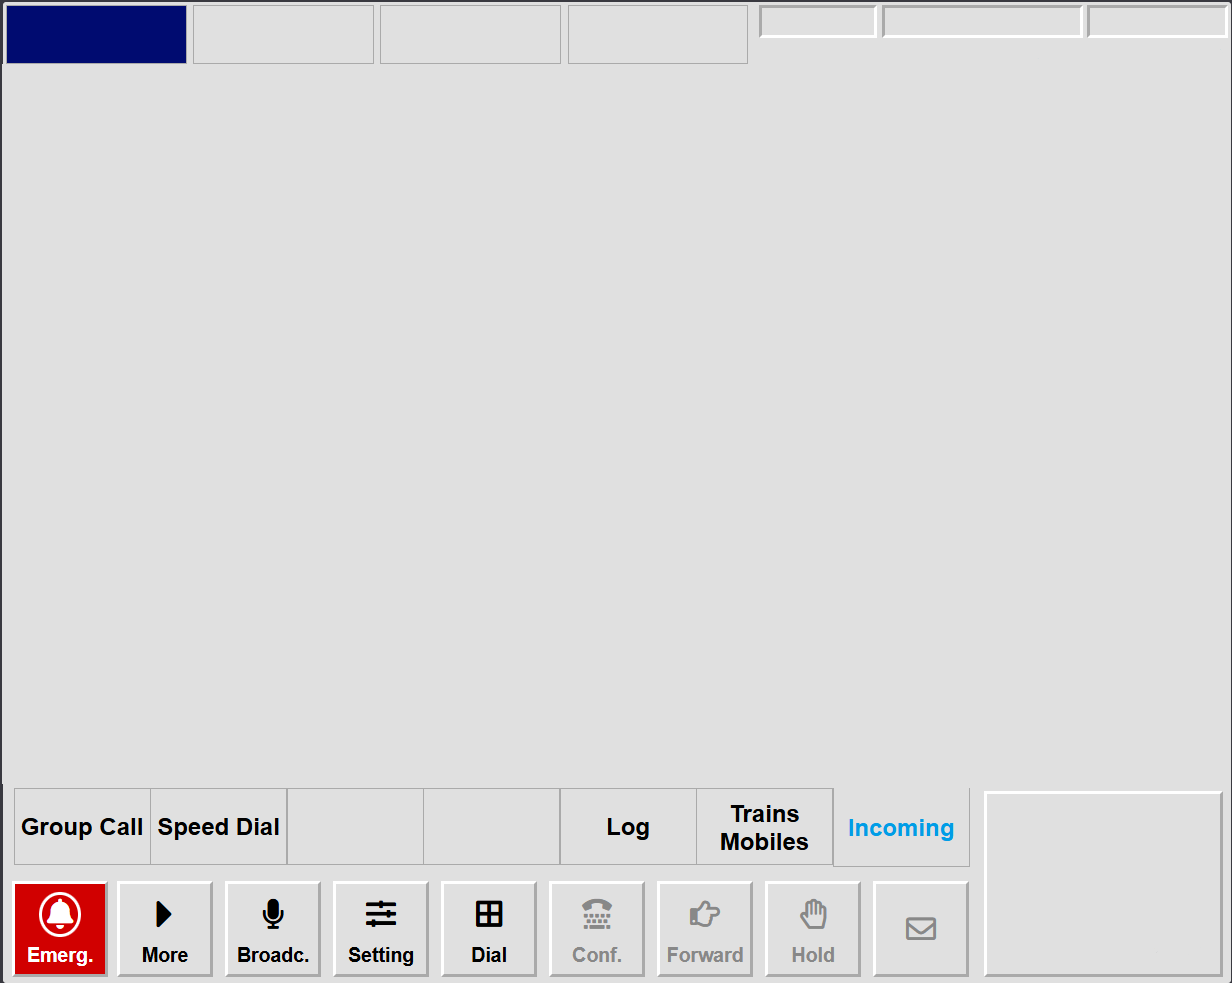 Group Call
Speed Dial
Log
Trains
Mobiles
Incoming
Emerg.
More
Broadc.
Setting
Dial
Conf.
Forward
Hold